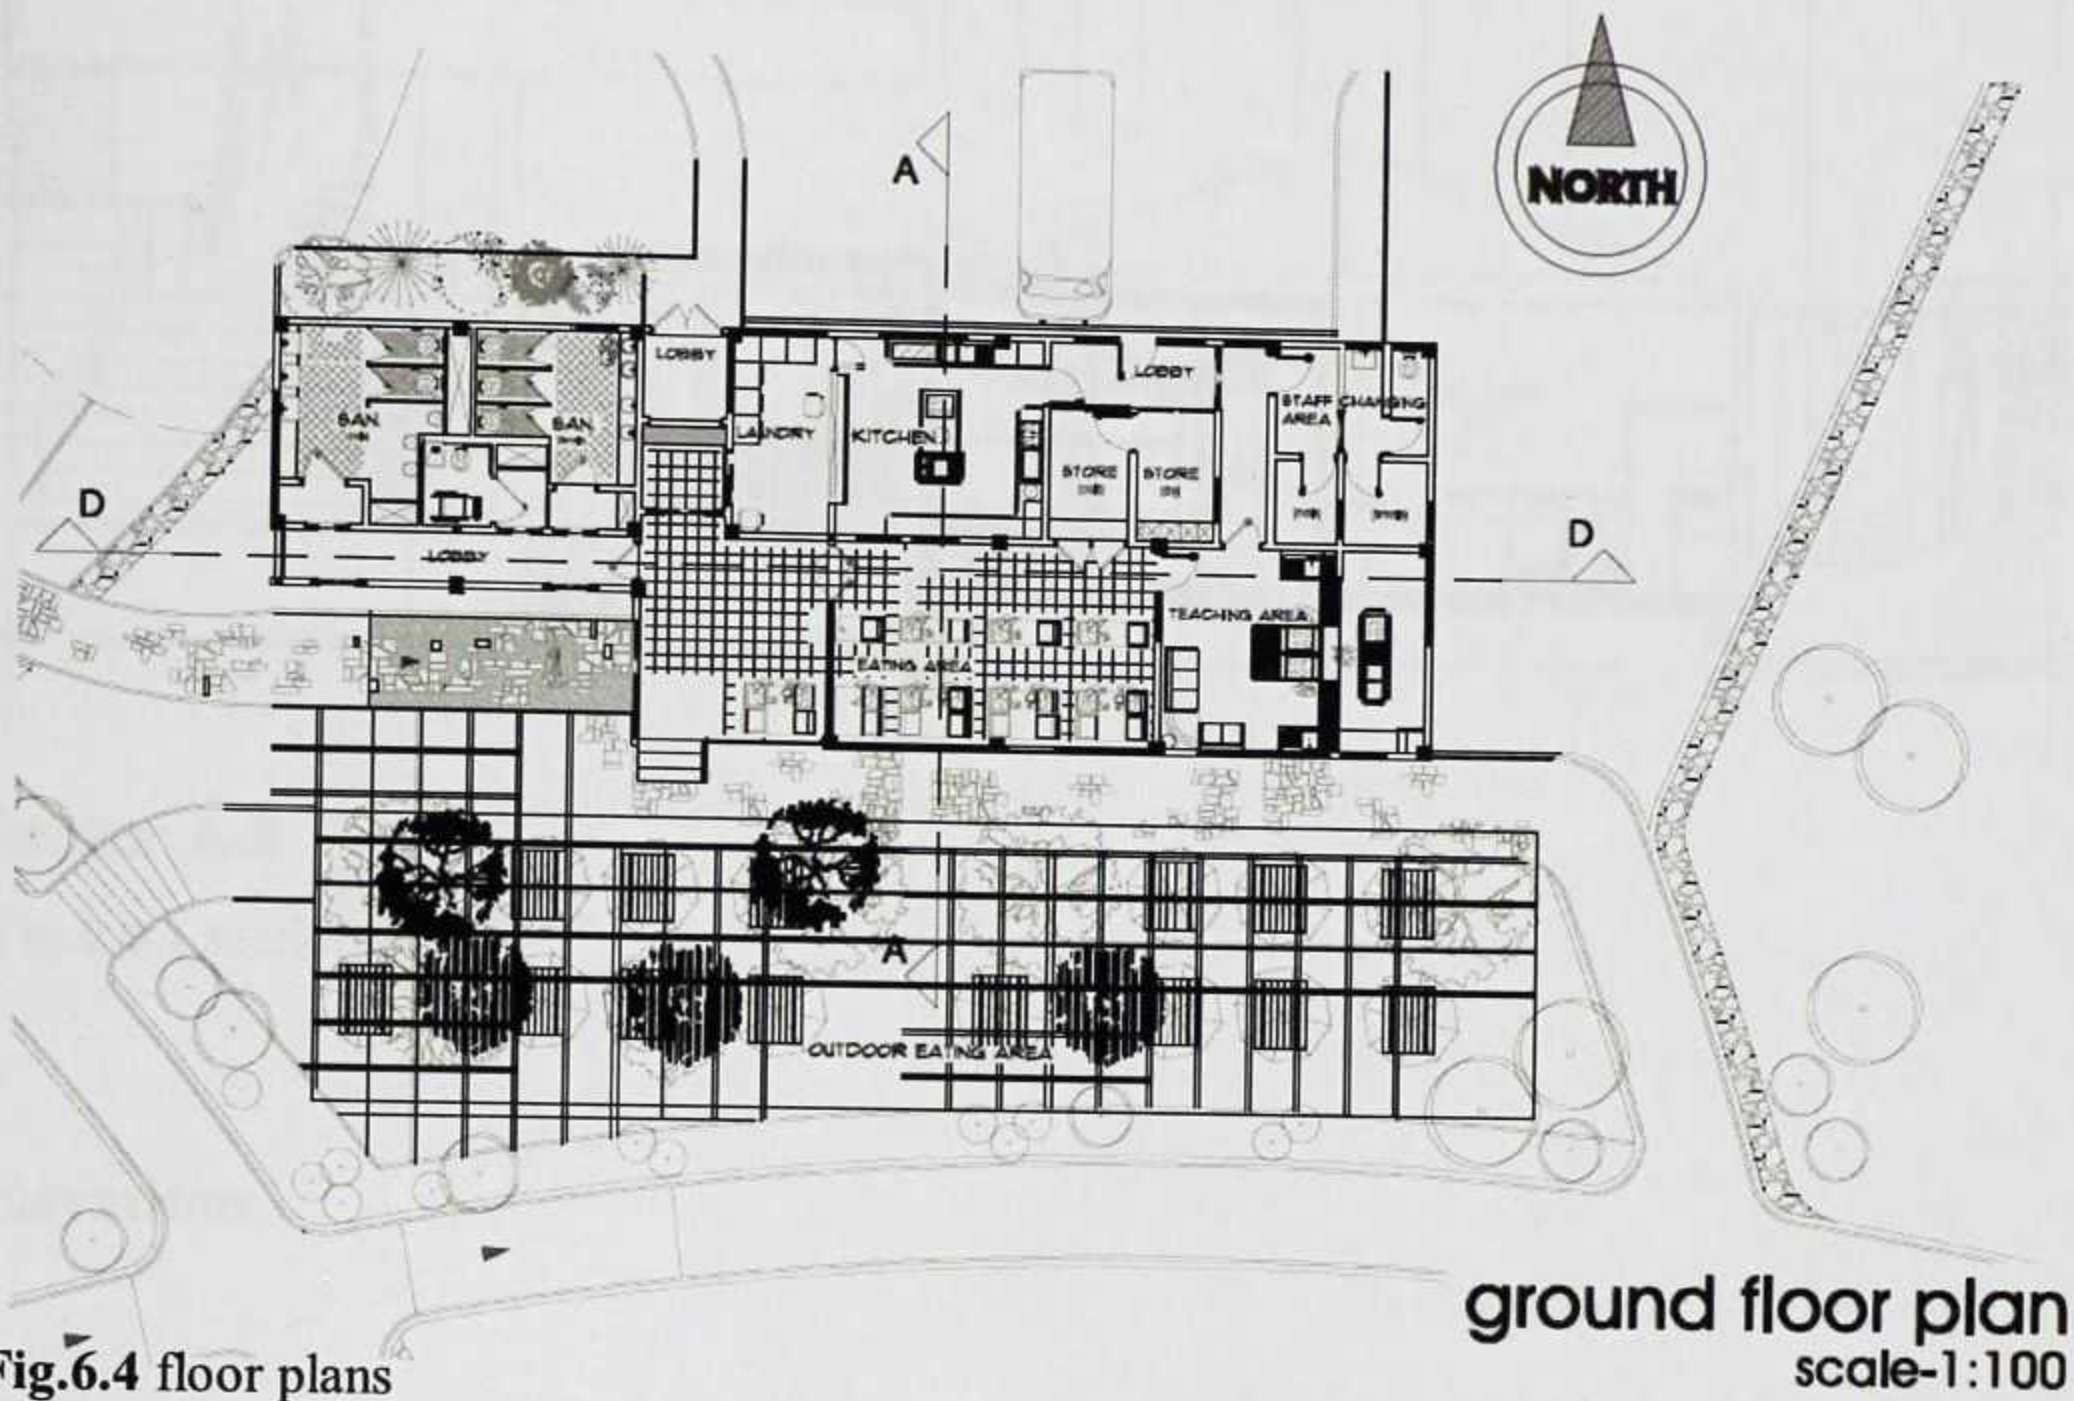 A
NORTH
LOBBY
LOBBY
SAN.
SAN.
LAUNDRY
KITCHEN
STAFF CHANGING
AREA
STORE
STORE
D
D
LOBBY
TEACHING AREA
EATING AREA
A
OUTDOOR EATING AREA
ground floor plan
scale-1:100
Fig.6.4 floor plans